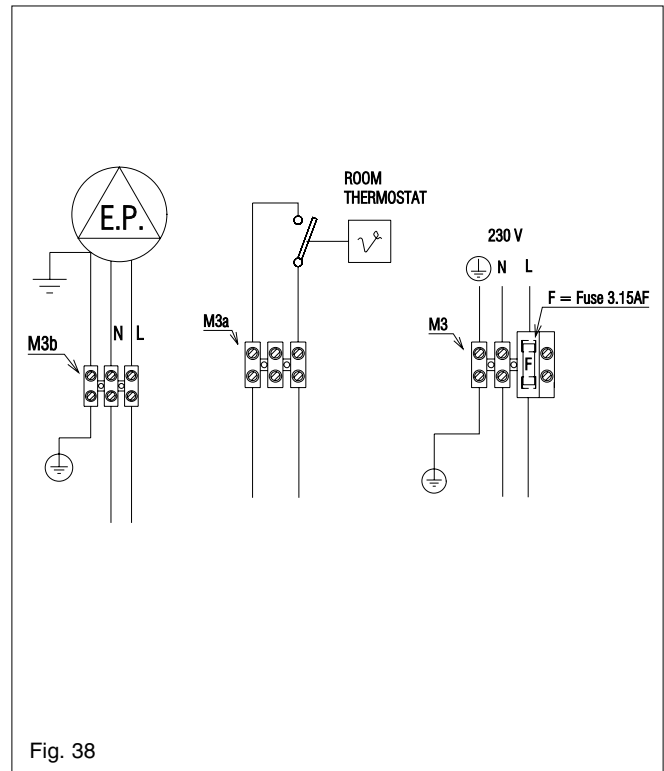 E.P.
N L
M3b
M3a
ROOM
THERMOSTAT
230 V
N L
F = Fuse 3.15AF
M3
F
Fig. 38